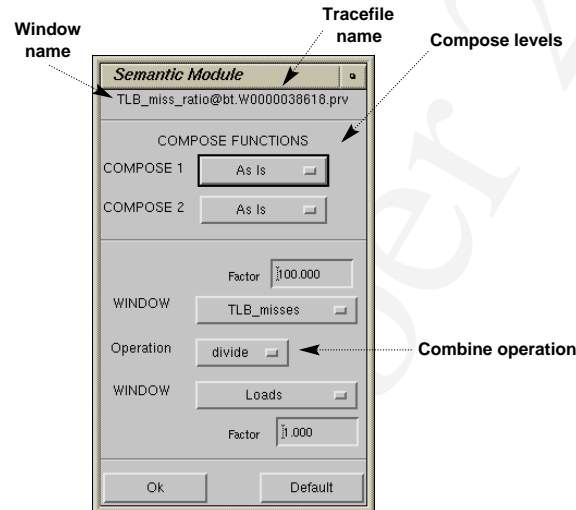 Window name
Tracefile name
Compose levels
Semantic Module
TLB_miss_ratio@bt.W0000038618.prv
COMPOSE FUNCTIONS
COMPOSE 1 As Is
COMPOSE 2 As Is
Factor 100.000
WINDOW TLB_misses
Operation divide
Combine operation
WINDOW Loads
Factor 1.000
Ok Default